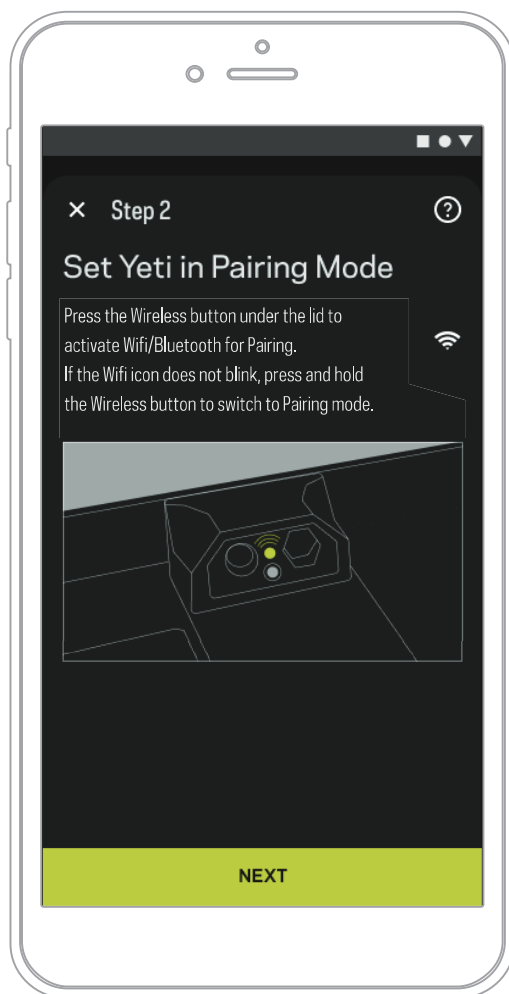 Step 2
Set Yeti in Pairing Mode
Press the Wireless button under the lid to
activate Wifi/Bluetooth for Pairing.
If the Wifi icon does not blink, press and hold
the Wireless button to switch to Pairing mode.
NEXT